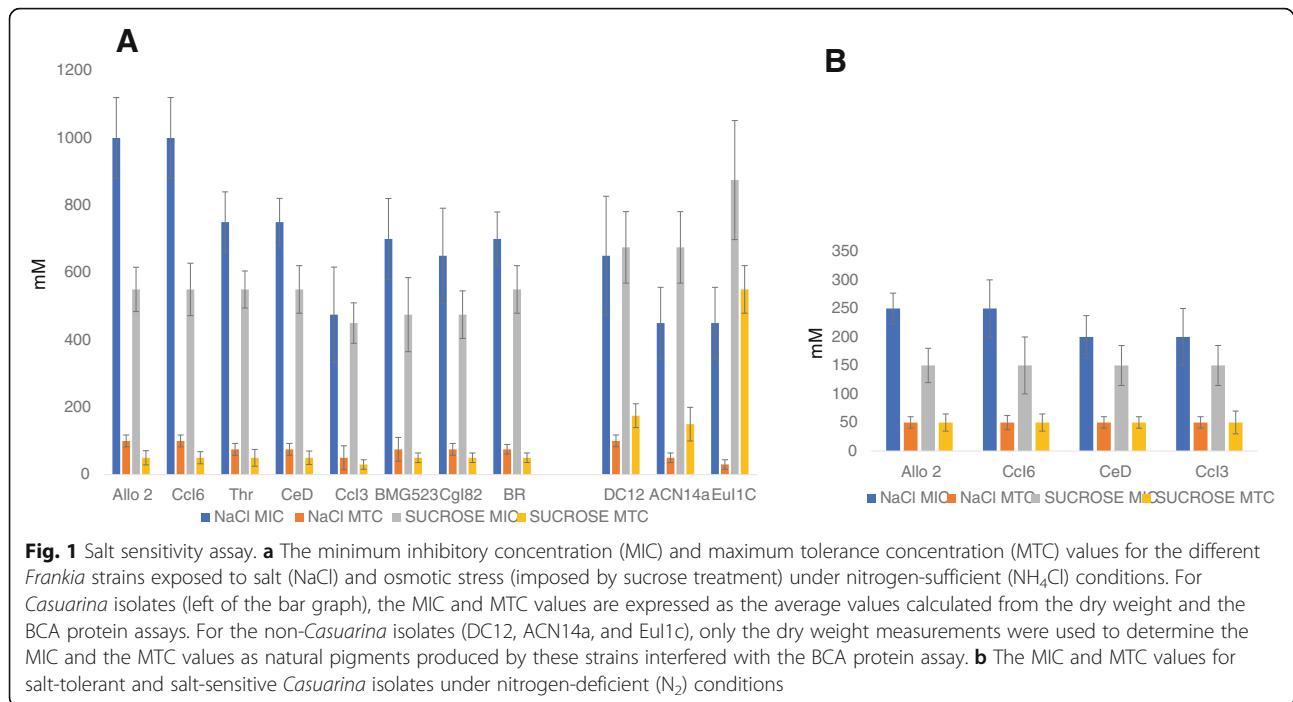 A
1200
1000
800
600
400
200
0
mM
Allo 2 CcI6 Thr CeD CcI3 BMG523 CgI82 BR DC12 ACN14a EuI1C
NaCl MIC NaCl MTC SUCROSE MIC SUCROSE MTC
B
350
300
250
200
150
100
50
0
mM
Allo 2 CcI6 CeD CcI3
NaCl MIC NaCl MTC SUCROSE MIC SUCROSE MTC
Fig. 1 Salt sensitivity assay. a The minimum inhibitory concentration (MIC) and maximum tolerance concentration (MTC) values for the different
Frankia strains exposed to salt (NaCl) and osmotic stress (imposed by sucrose treatment) under nitrogen-sufficient (NH₄Cl) conditions. For
Casuarina isolates (left of the bar graph), the MIC and MTC values are expressed as the average values calculated from the dry weight and the
BCA protein assays. For the non-Casuarina isolates (DC12, ACN14a, and EuI1c), only the dry weight measurements were used to determine the
MIC and the MTC values as natural pigments produced by these strains interfered with the BCA protein assay. b The MIC and MTC values for
salt-tolerant and salt-sensitive Casuarina isolates under nitrogen-deficient (N₂) conditions